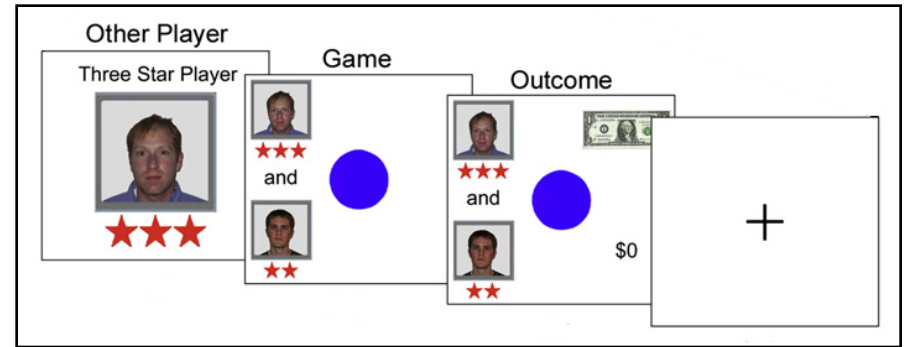 Other Player
Three Star Player
Game
and
Outcome
and
$0